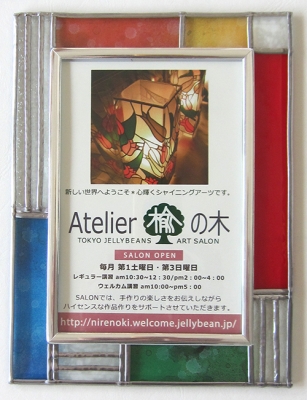 新しい世界へようこそ*心輝くシャイニングアーツです。
Atelier 楡 の木
TOKYO JELLYBEANS ART SALON
SALON OPEN
毎月 第1土曜日・第3日曜日
レギュラー講習 am10:30~12:30/pm2:00~4:00
ウェルカム講習 am10:00~pm5:00
SALONでは、手作りの楽しさをお伝えしながら
ハイセンスな作品作りをサポートさせていただきます。
http://nirenoki.welcome.jellybean.jp/